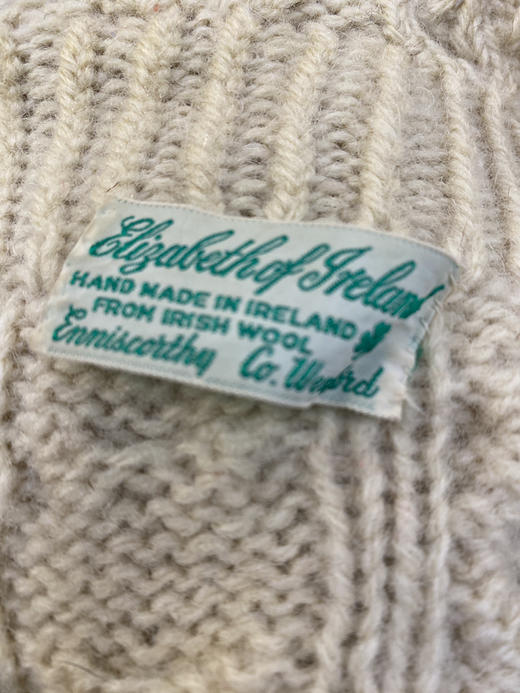 Elizabeth of Ireland
HAND MADE IN IRELAND
FROM IRISH WOOL
Enniscorthy Co. Wexford